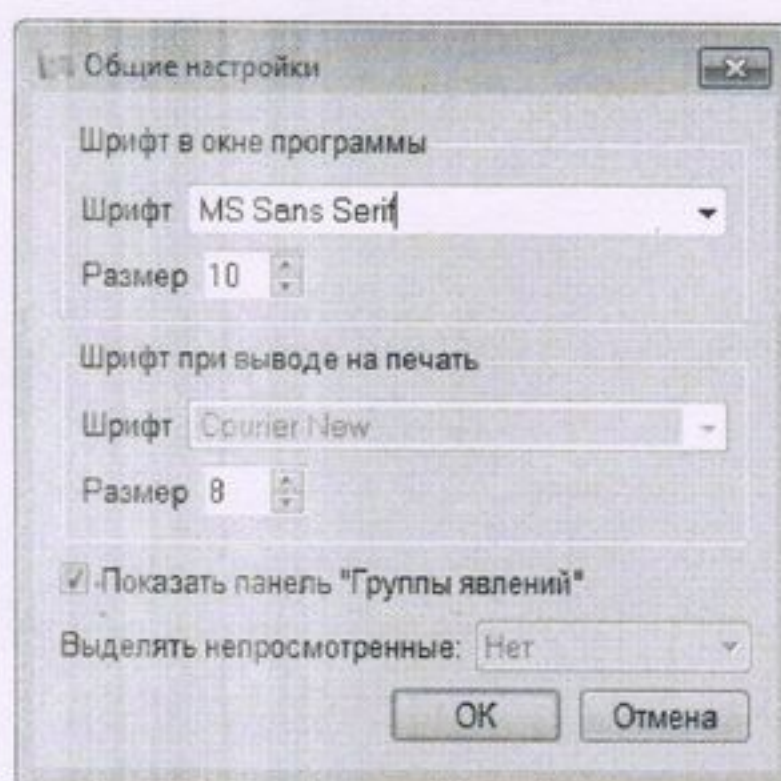 Общие настройки
Шрифт в окне программы
Шрифт MS Sans Serif
Размер 10
Шрифт при выводе на печать
Шрифт Courier New
Размер 8
Показать панель "Группы явлений"
Выделять непросмотренные: Нет
ОК Отмена